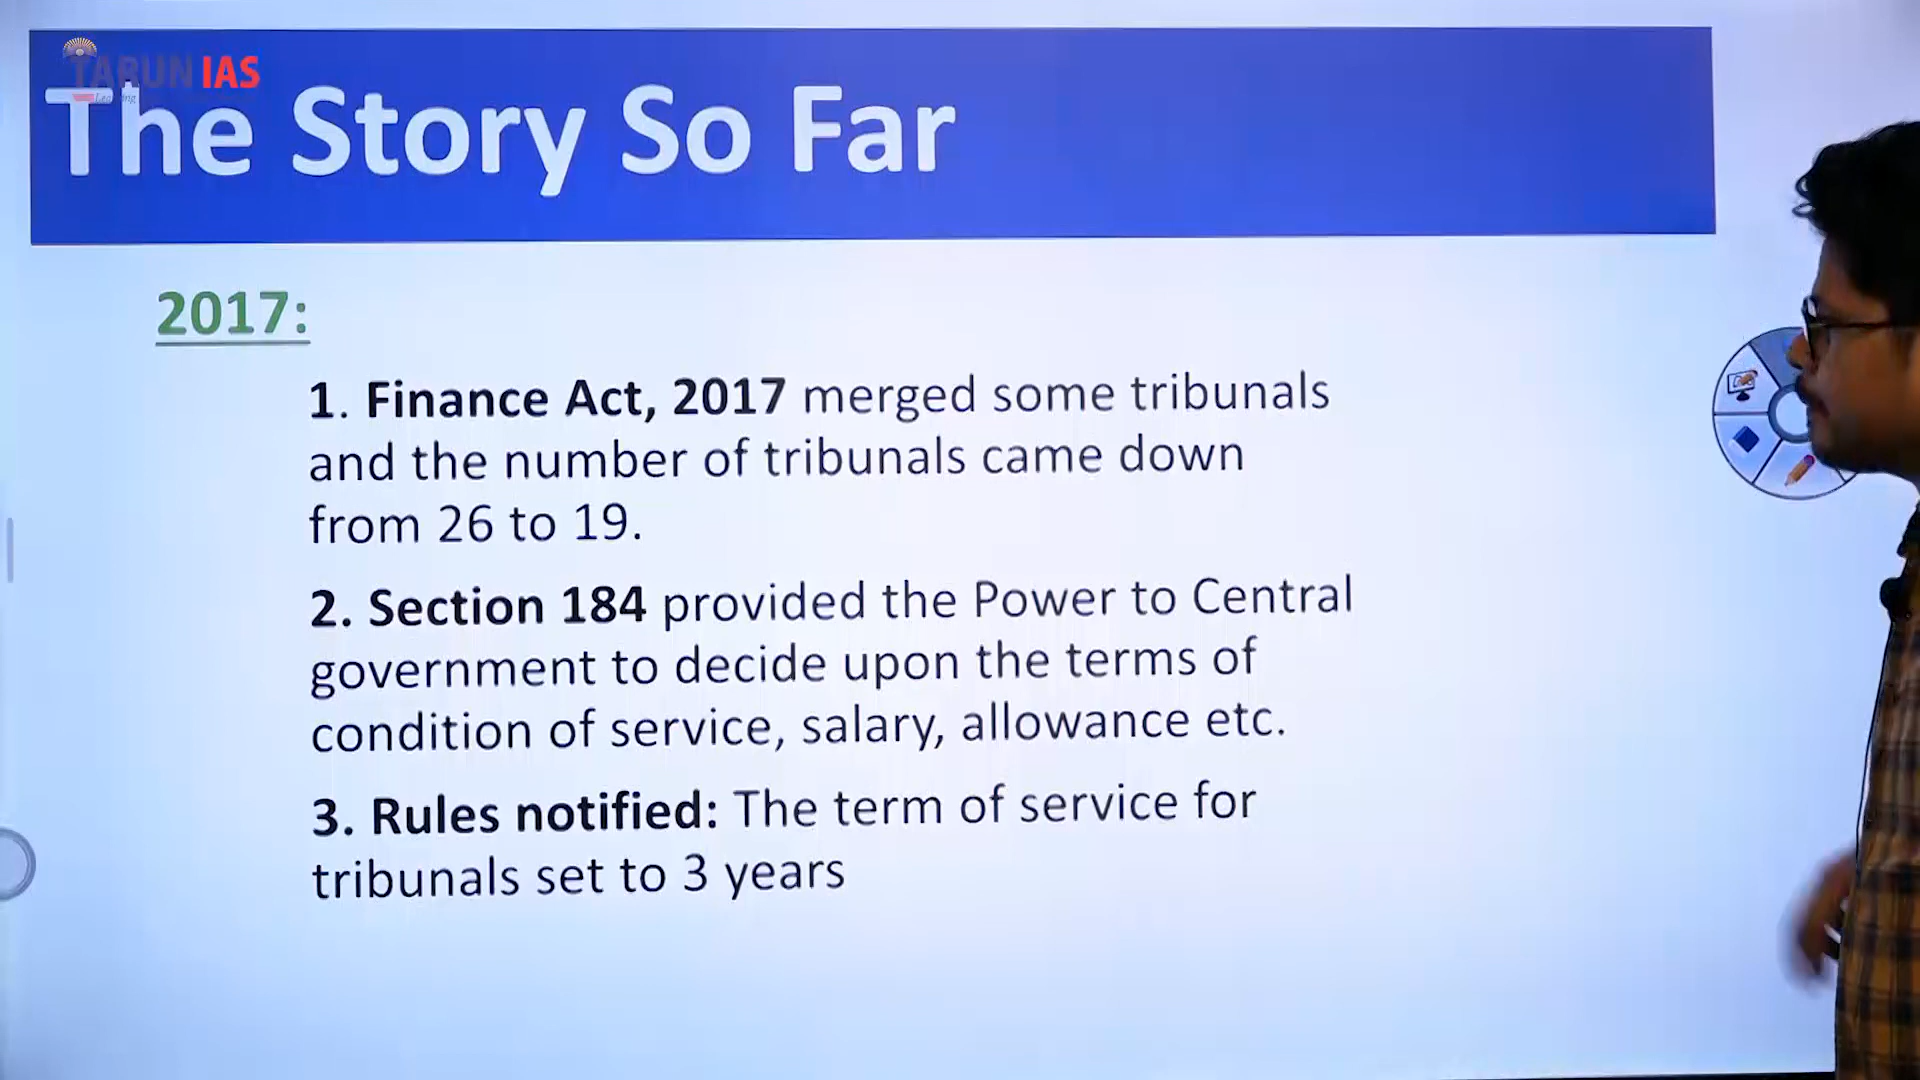 TARUN IAS
The Story So Far
2017:
1. Finance Act, 2017 merged some tribunals
and the number of tribunals came down
from 26 to 19.
2. Section 184 provided the Power to Central
government to decide upon the terms of
condition of service, salary, allowance etc.
3. Rules notified: The term of service for
tribunals set to 3 years